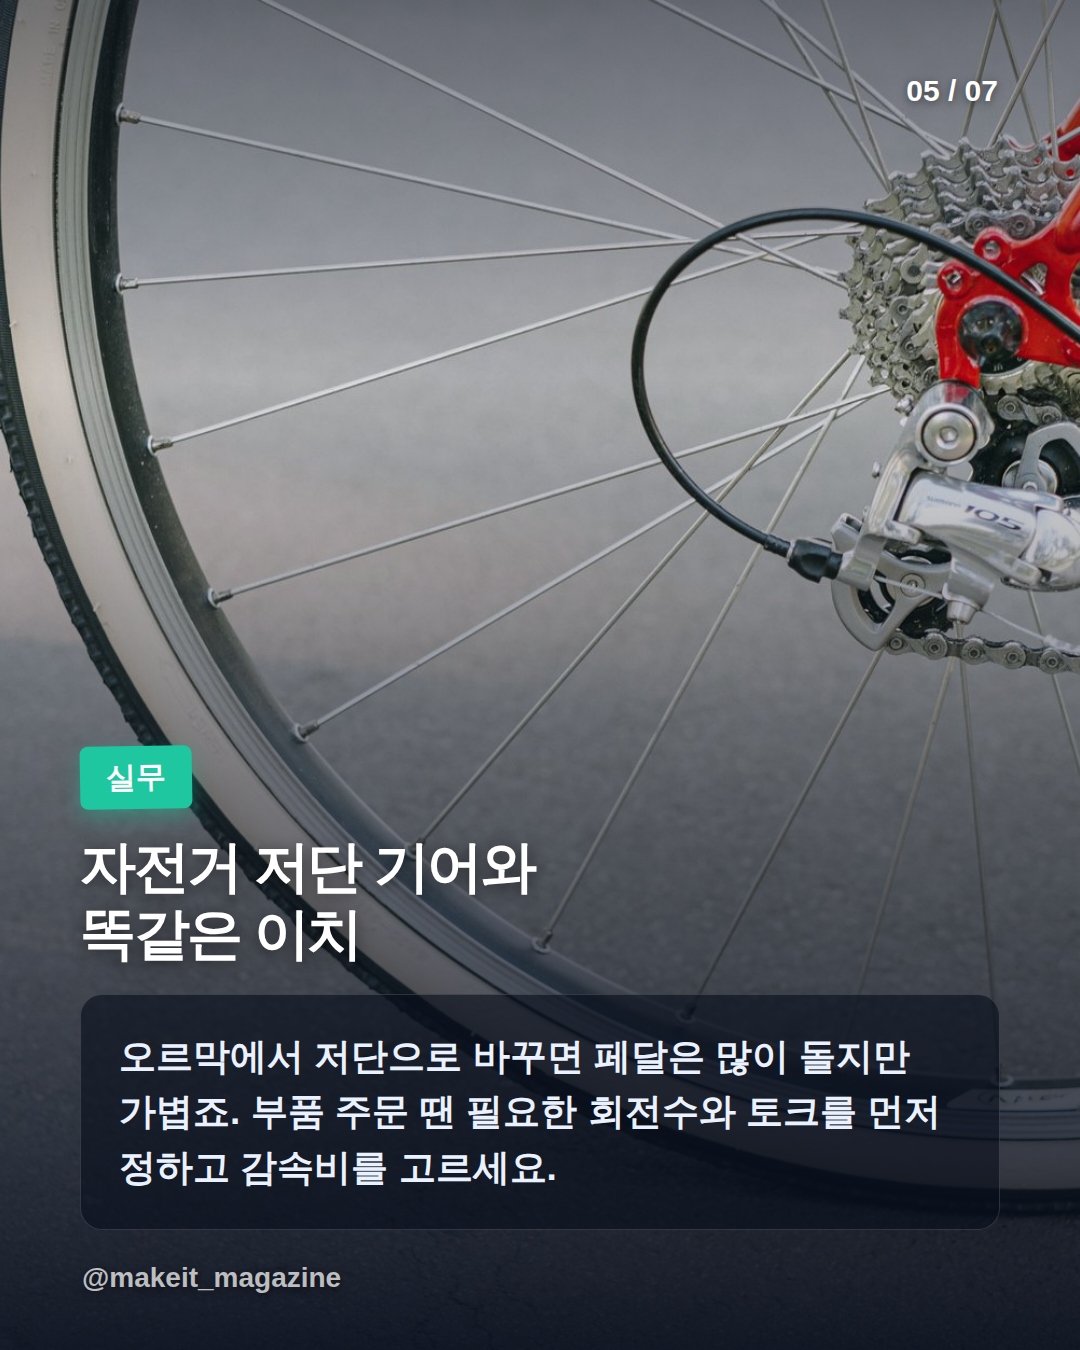 05 / 07
105
실무
자전거 저단 기어와
똑같은 이치
오르막에서 저단으로 바꾸면 페달은 많이 돌지만
가볍죠. 부품 주문 땐 필요한 회전수와 토크를 먼저
정하고 감속비를 고르세요.
@makeit_magazine